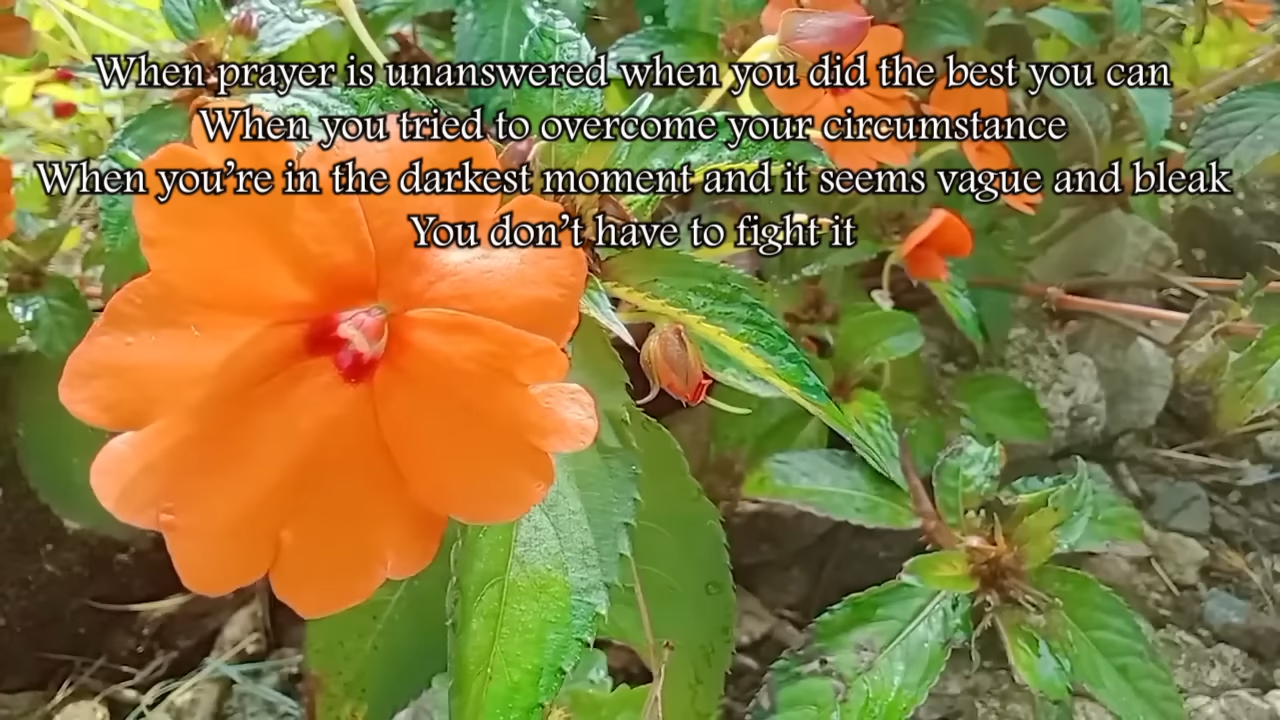 When prayer is unanswered when you did the best you can
When you tried to overcome your circumstance
When you're in the darkest moment and it seems vague and bleak
You don't have to fight it